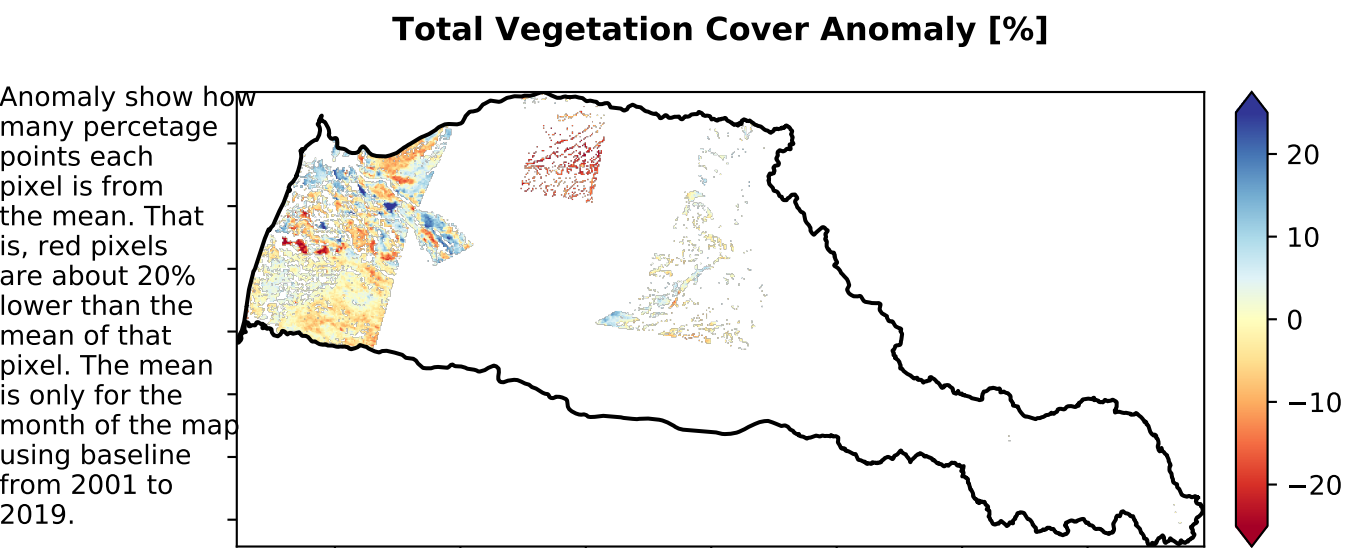 Total Vegetation Cover Anomaly [%]
Anomaly show how
many percetage
points each
pixel is from
the mean. That
is, red pixels
are about 20%
lower than the
mean of that
pixel. The mean
is only for the
month of the map
using baseline
from 2001 to
2019.
20
10
0
−10
−20